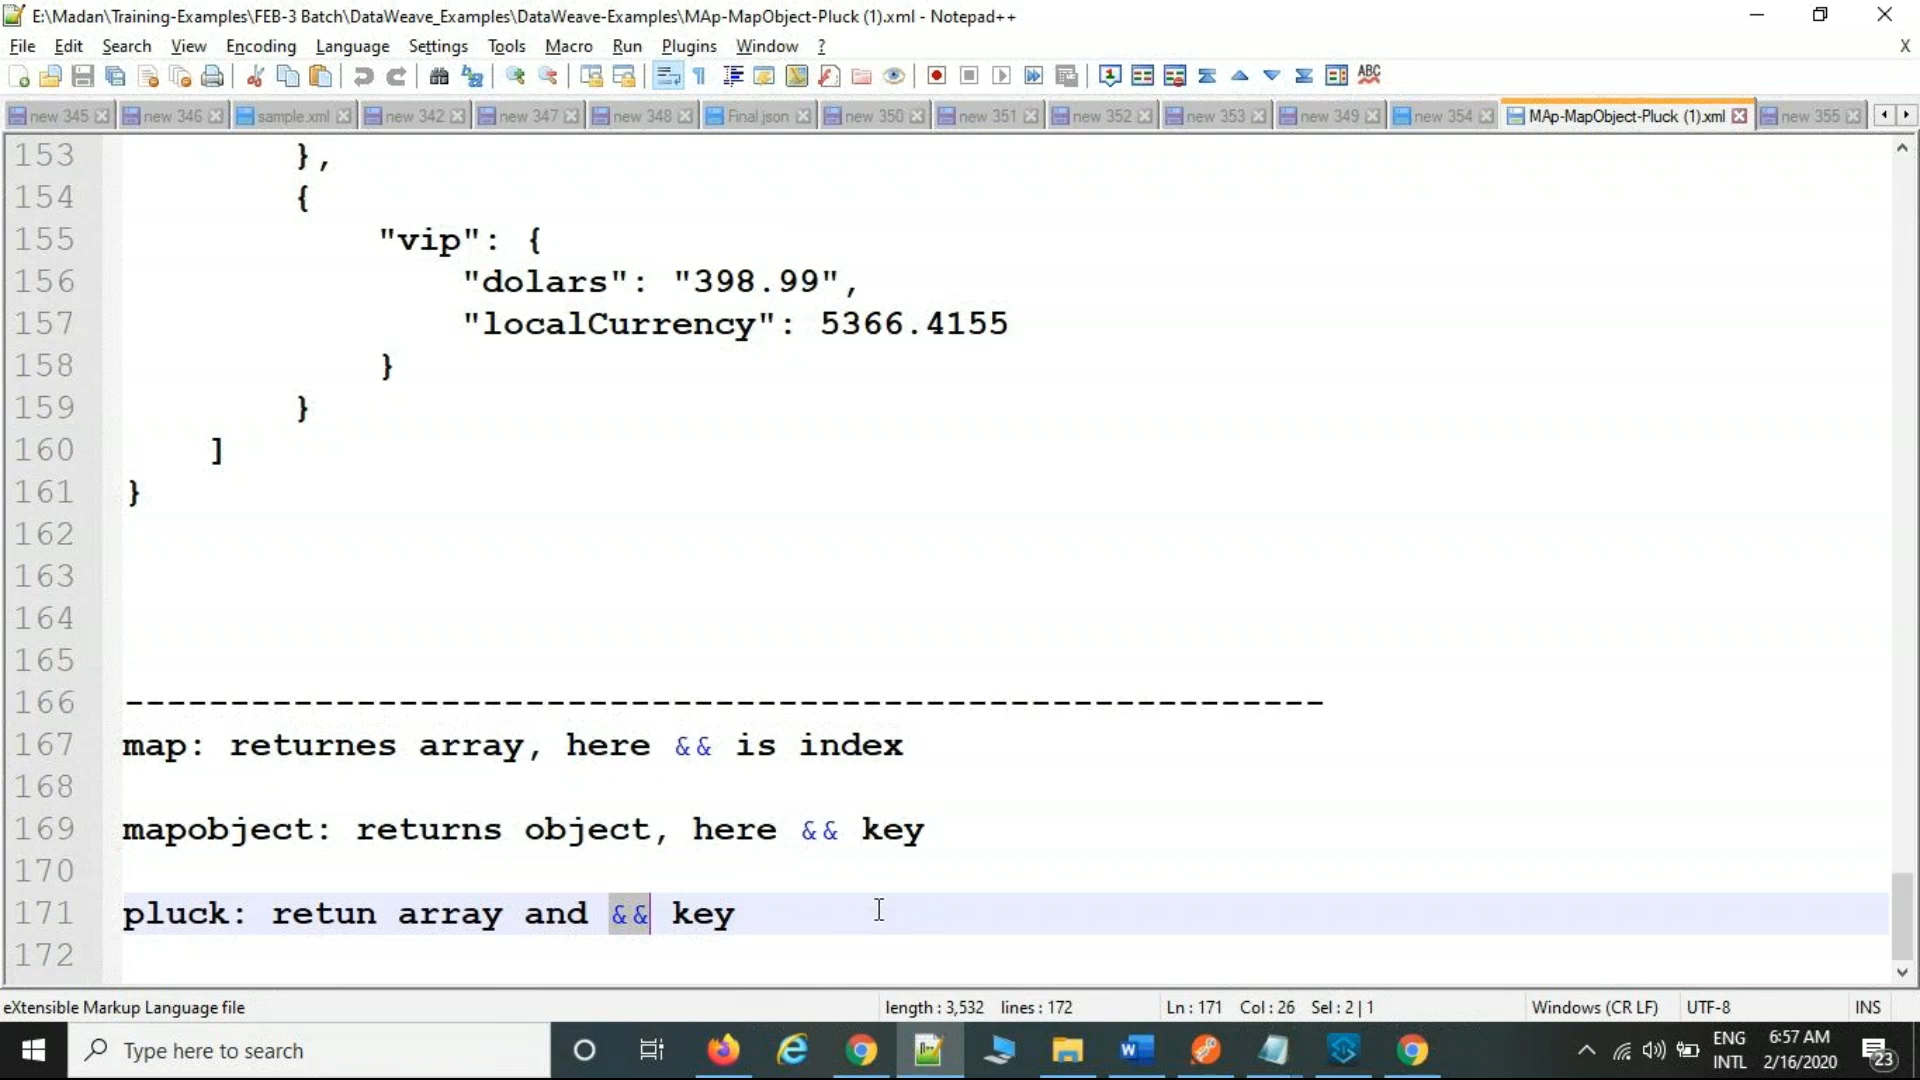 E:\Madan\Training-Examples\FEB-3 Batch\DataWeave_Examples\DataWeave-Examples\MAp-MapObject-Pluck (1).xml - Notepad++
File Edit Search View Encoding Language Settings Tools Macro Run Plugins Window ? X
ABC
new 345 new 346 sample.xml new 342 new 347 new 348 Final.json new 350 new 351 new 352 new 353 new 349 new 354 MAp-MapObject-Pluck (1).xml new 355
153 },
154 {
155 "vip": {
156 "dolars": "398.99",
157 "localCurrency": 5366.4155
158 }
159 }
160 ]
161 }
162
163
164
165
166 ---------------------------------------------------------
167 map: returnes array, here && is index
168
169 mapobject: returns object, here && key
170
171 pluck: retun array and && key
172
eXtensible Markup Language file length : 3,532 lines : 172 Ln : 171 Col : 26 Sel : 2 | 1 Windows (CR LF) UTF-8 INS
Type here to search
ENG 6:57 AM
INTL 2/16/2020 23